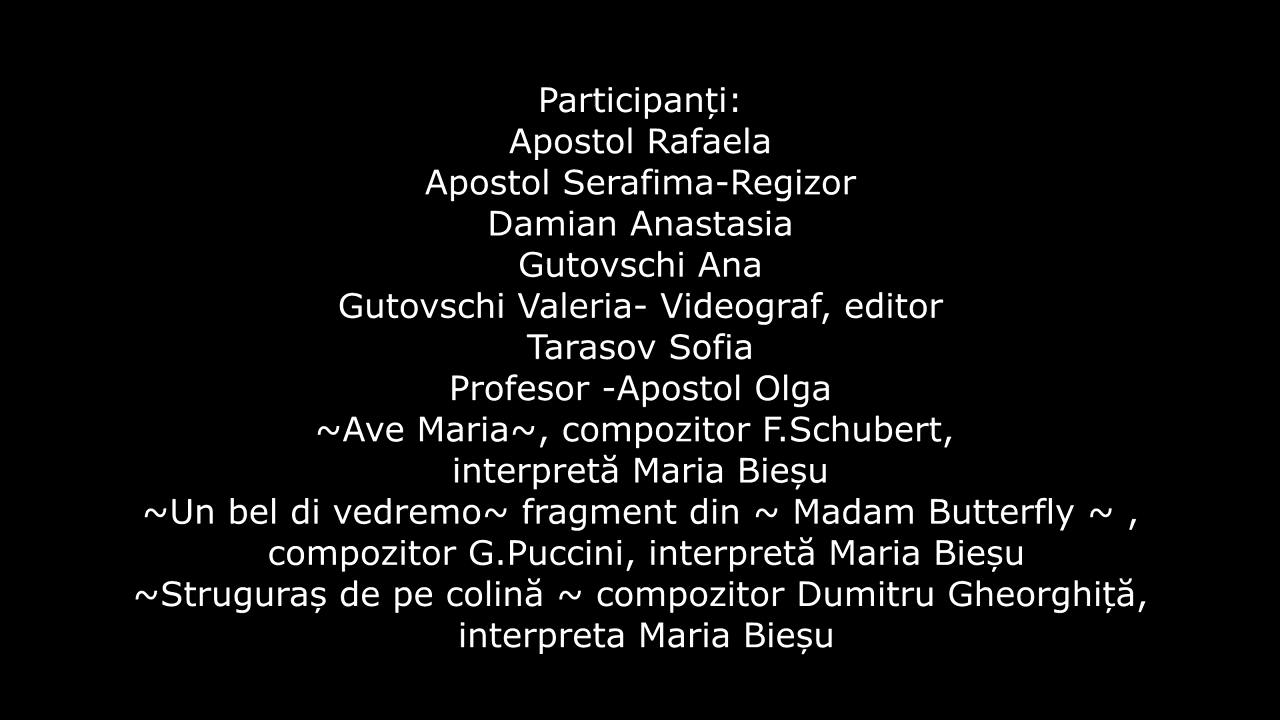 Participanți:
Apostol Rafaela
Apostol Serafima-Regizor
Damian Anastasia
Gutovschi Ana
Gutovschi Valeria- Videograf, editor
Tarasov Sofia
Profesor -Apostol Olga
~Ave Maria~, compozitor F.Schubert,
interpretă Maria Bieșu
~Un bel di vedremo~ fragment din ~ Madam Butterfly ~ ,
compozitor G.Puccini, interpretă Maria Bieșu
~Struguraș de pe colină ~ compozitor Dumitru Gheorghiță,
interpreta Maria Bieșu